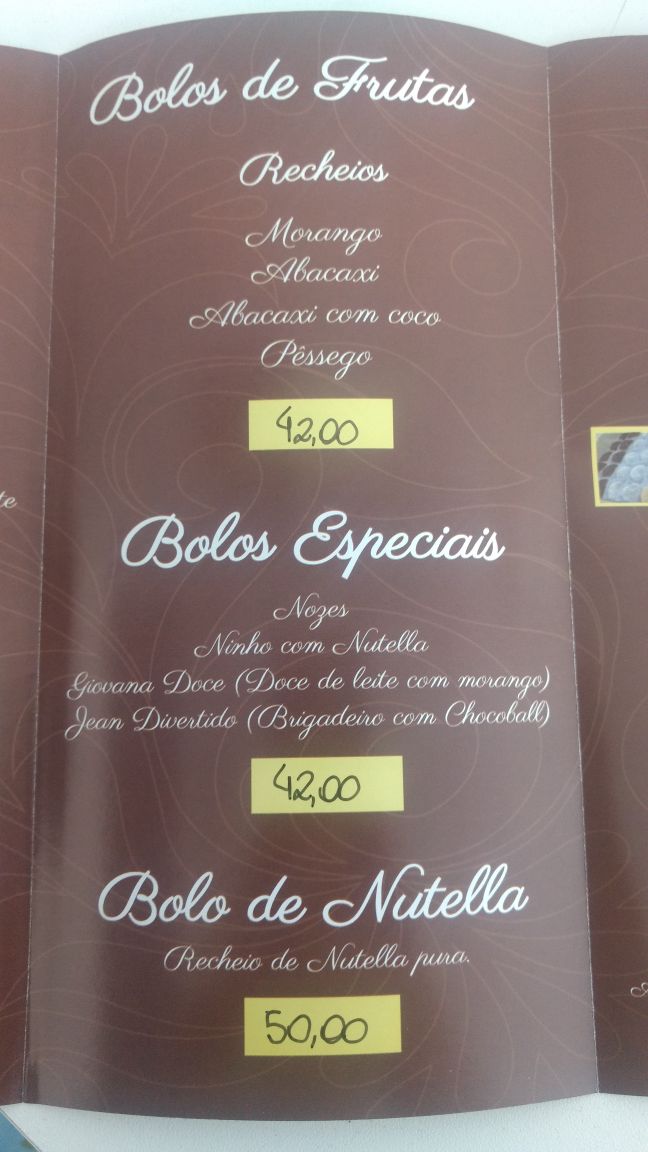 Bolos de Frutas
Recheios
Morango
Abacaxi
Abacaxi com coco
Pêssego
42,00
Bolos Especiais
Nozes
Ninho com Nutella
Giovana Doce (Doce de leite com morango)
Jean Divertido (Brigadeiro com Chocoball)
42,00
Bolo de Nutella
Recheio de Nutella pura.
50,00